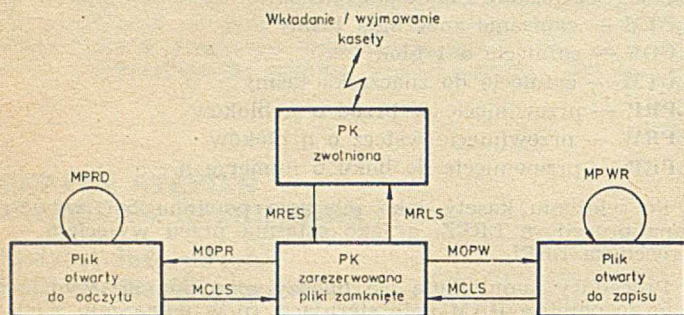 Wkładanie / wyjmowanie
kasety
PK
zwolniona
MPRD
MRES
MRLS
MPWR
Plik
otwarty
do odczytu
MOPR
MCLS
PK
zarezerwowana
pliki zamknięte
MOPW
MCLS
Plik
otwarty
do zapisu